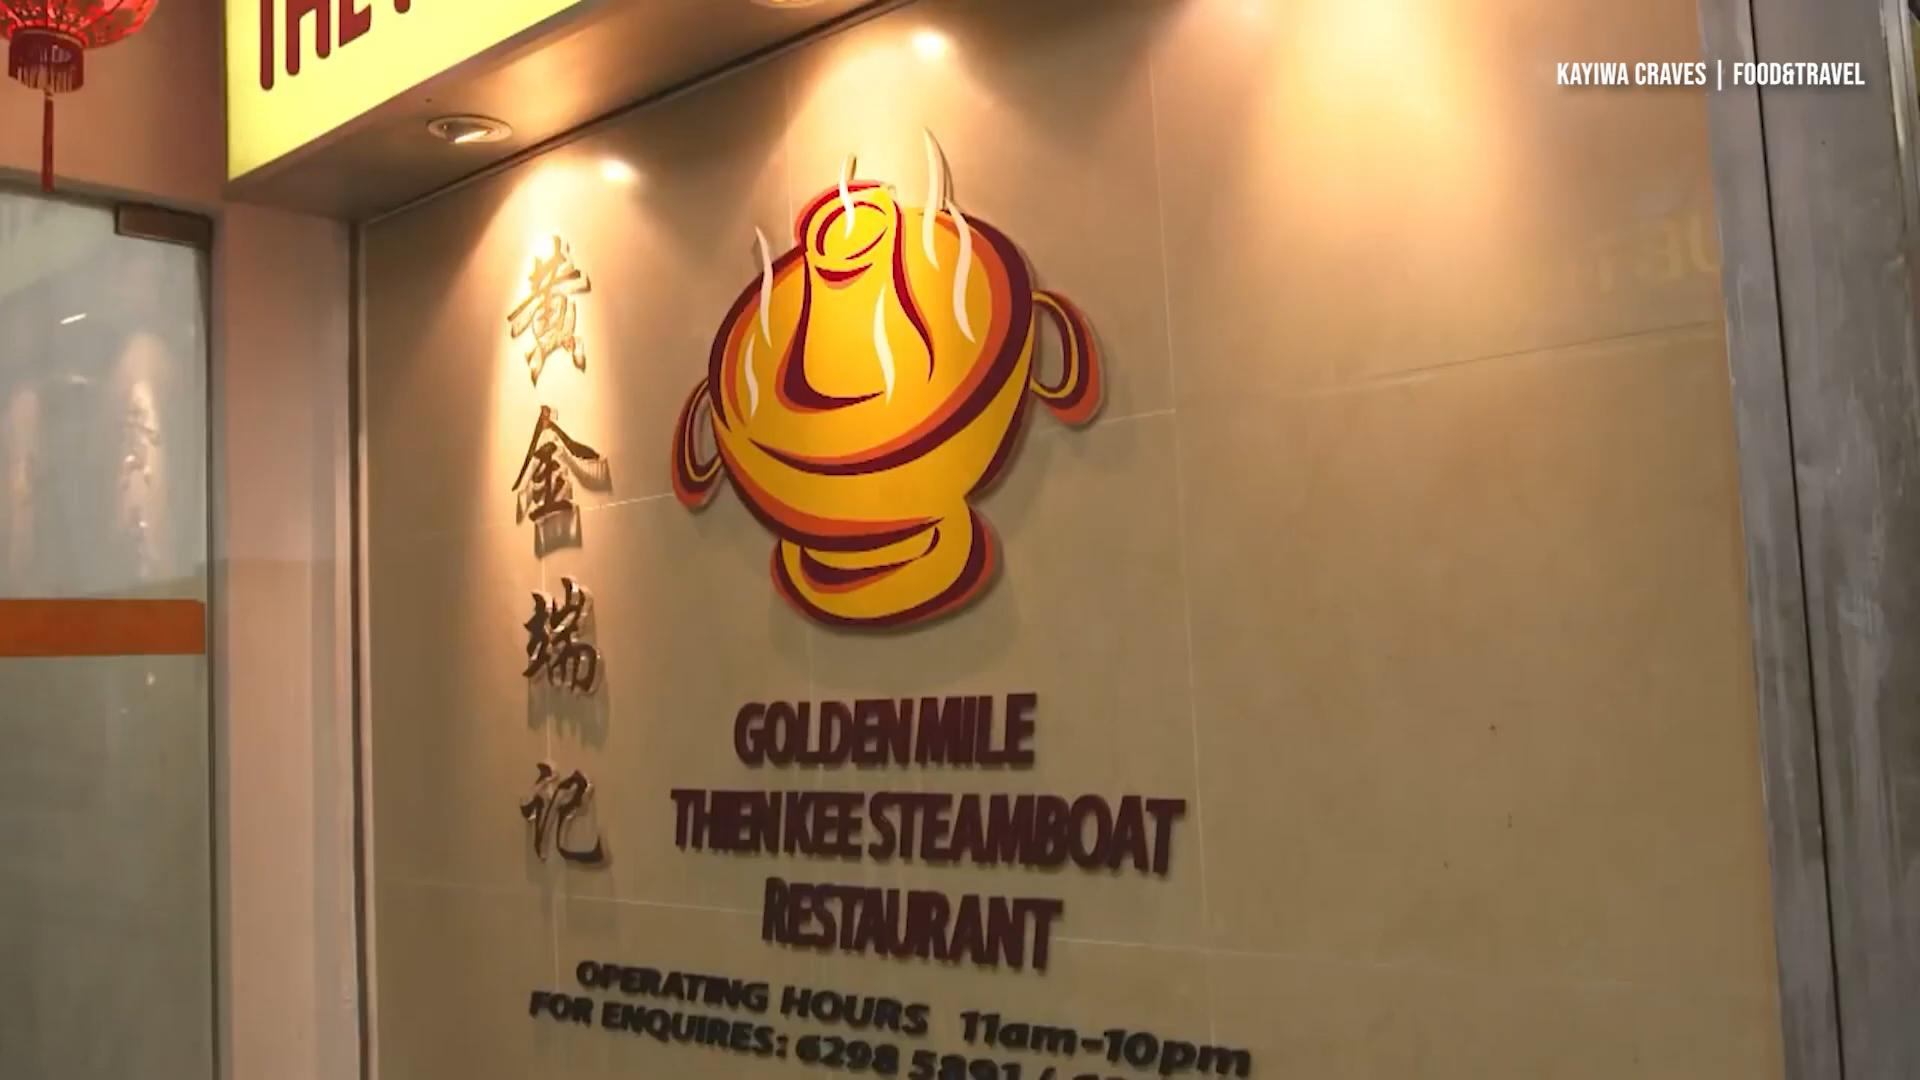 KAYIWA CRAVES | FOOD&TRAVEL
黄金端记
GOLDEN MILE
THIEN KEE STEAMBOAT
RESTAURANT
OPERATING HOURS 11am-10pm
FOR ENQUIRES: 6298 5891 /